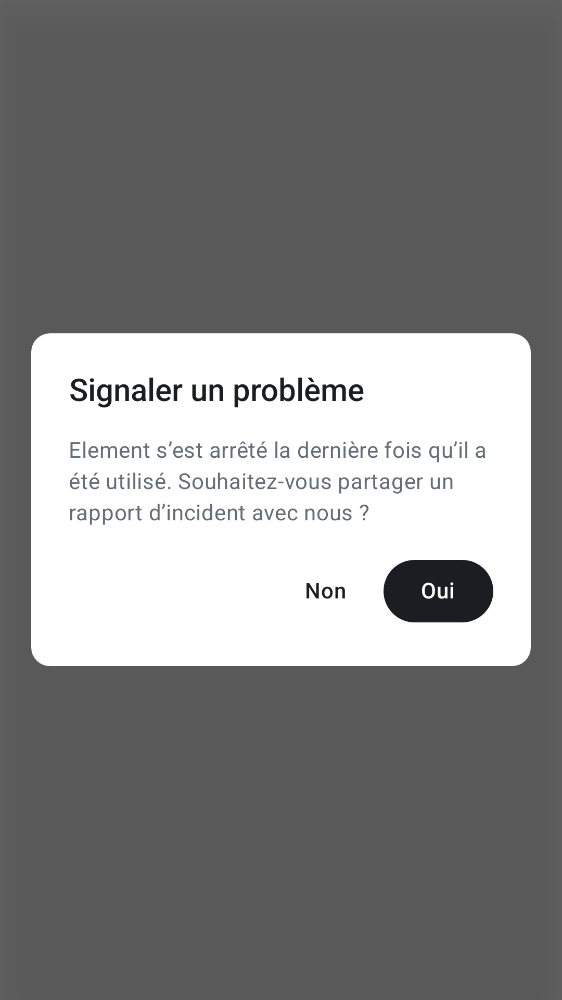 Signaler un problème
Element s’est arrêté la dernière fois qu’il a
été utilisé. Souhaitez-vous partager un
rapport d’incident avec nous ?
Non
Oui